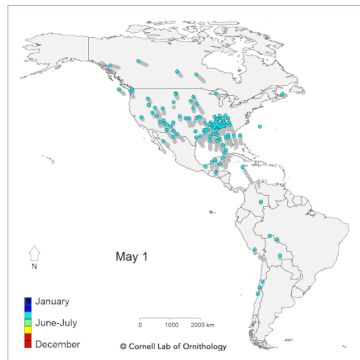 May 1
N
January
June-July
December
0 1000 2000 km
© Cornell Lab of Ornithology